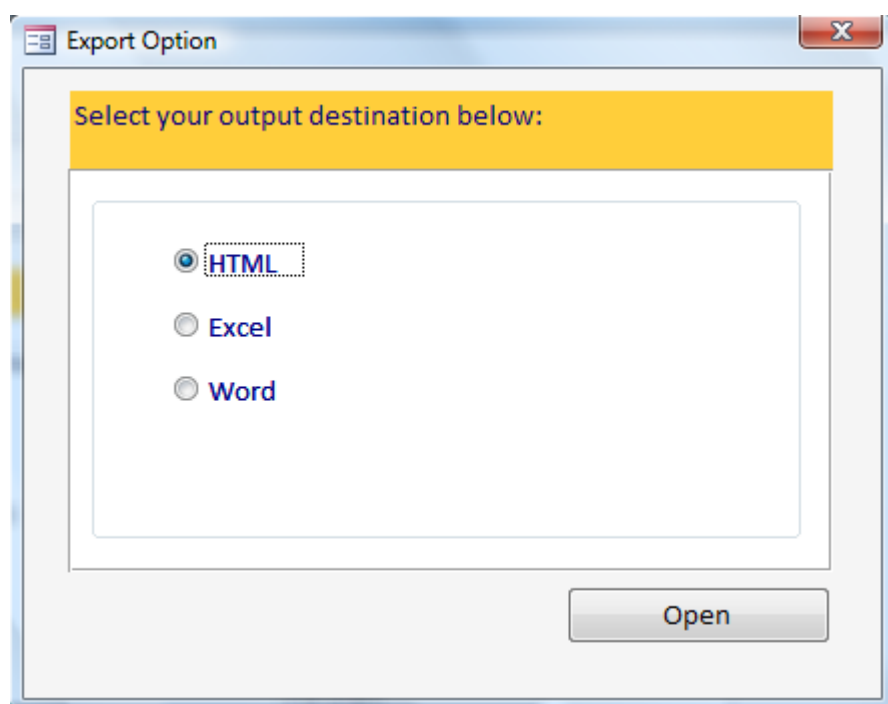 Export Option
Select your output destination below:
HTML
Excel
Word
Open